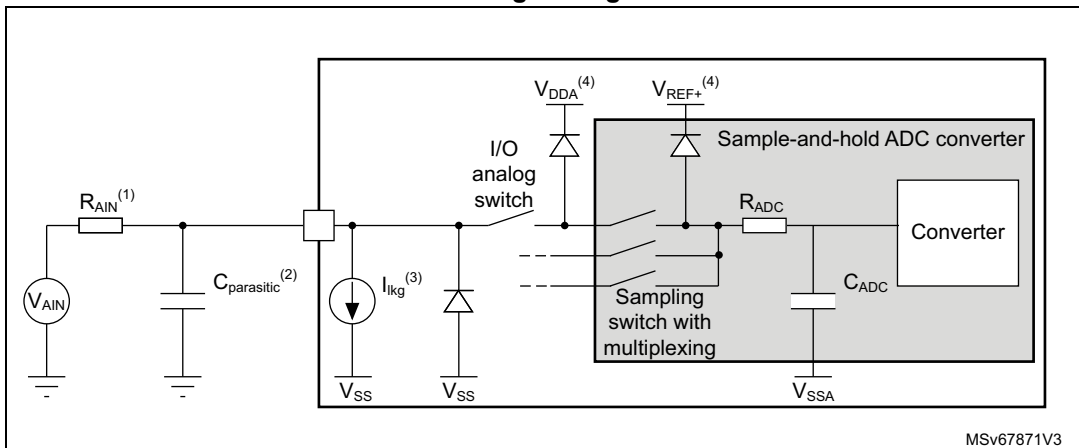 V_DDA^(4)
V_REF+^(4)
Sample-and-hold ADC converter
I/O
analog
switch
R_AIN^(1)
R_ADC
Converter
V_AIN
C_parasitic^(2)
I_lkg^(3)
C_ADC
Sampling
switch with
multiplexing
V_SS
V_SS
V_SSA
MSv67871V3